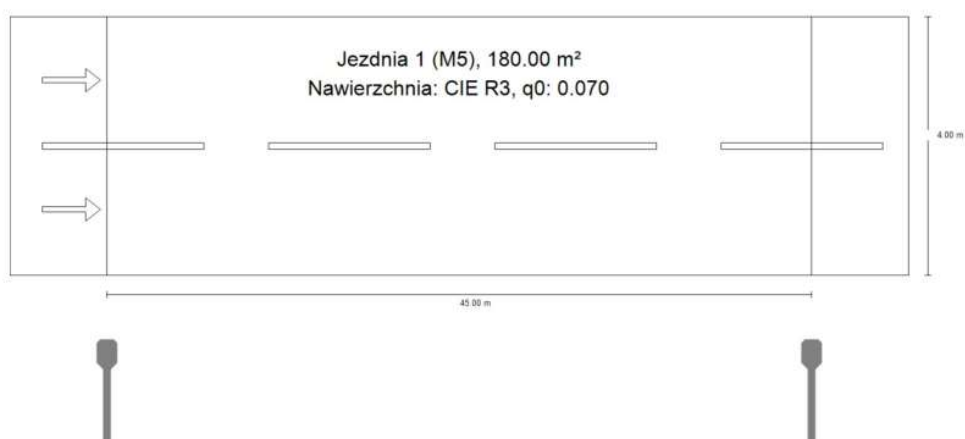 Jezdnia 1 (M5), 180.00 m²
Nawierzchnia: CIE R3, q0: 0.070
4.00 m
45.00 m